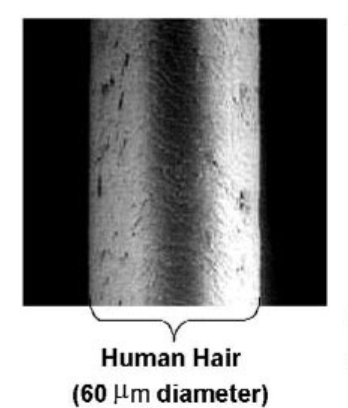 Human Hair
(60 μm diameter)